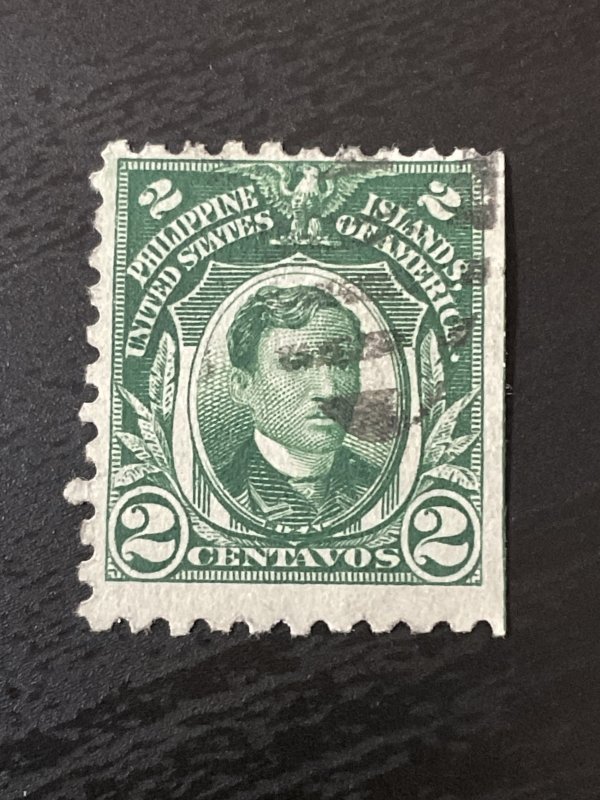 2 2
PHILIPPINE ISLANDS,
UNITED STATES OF AMERICA.
2 CENTAVOS 2